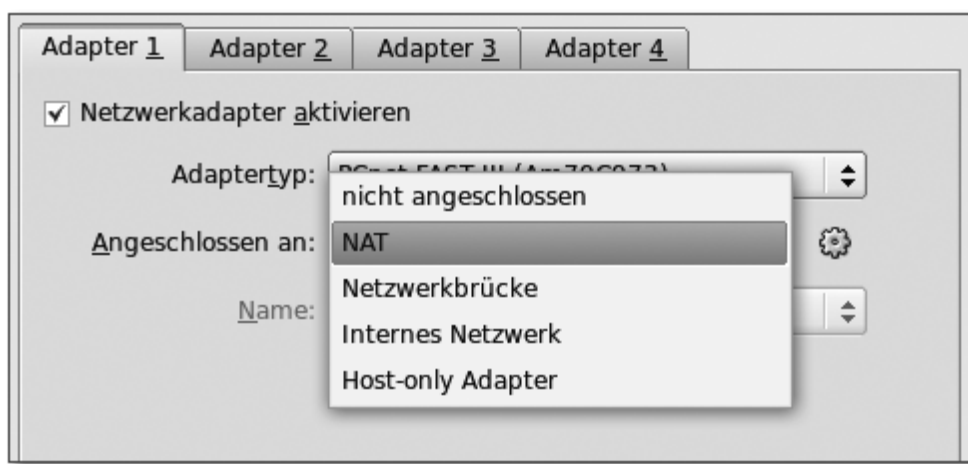 Adapter 1 Adapter 2 Adapter 3 Adapter 4
Netzwerkadapter aktivieren
Adaptertyp:
nicht angeschlossen
Angeschlossen an: NAT
Netzwerkbrücke
Name:
Internes Netzwerk
Host-only Adapter